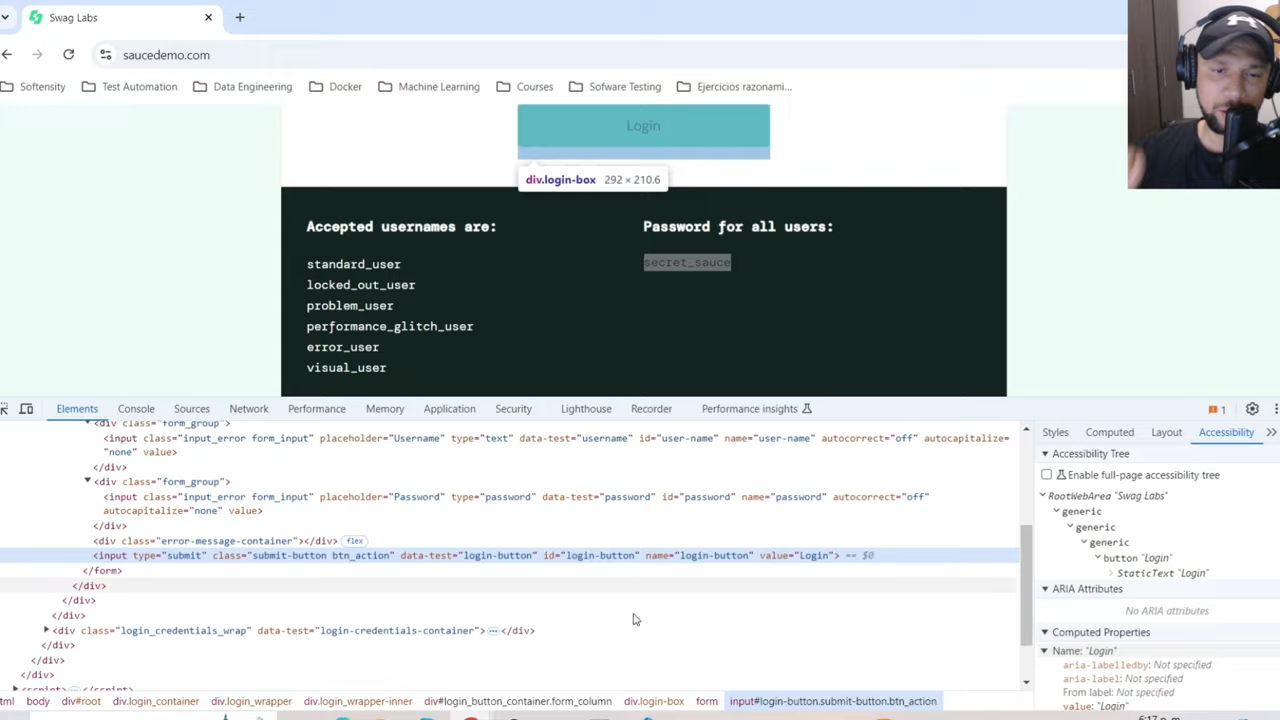 Swag Labs
saucedemo.com
Softensity Test Automation Data Engineering Docker Machine Learning Courses Sofware Testing Ejercicios razonami...
Login
div.login-box 292 × 210.6
Accepted usernames are: Password for all users:
standard_user secret_sauce
locked_out_user
problem_user
performance_glitch_user
error_user
visual_user
Elements Console Sources Network Performance Memory Application Security Lighthouse Recorder Performance insights 1
<div class="form_group">
<input class="input_error form_input" placeholder="Username" type="text" data-test="username" id="user-name" name="user-name" autocorrect="off" autocapitalize=
"none" value>
</div>
<div class="form_group">
<input class="input_error form_input" placeholder="Password" type="password" data-test="password" id="password" name="password" autocorrect="off"
autocapitalize="none" value>
</div>
<div class="error-message-container"></div> flex
<input type="submit" class="submit-button btn_action" data-test="login-button" id="login-button" name="login-button" value="Login"> == $0
</form>
</div>
</div>
</div>
<div class="login_credentials_wrap" data-test="login-credentials-container">…</div>
</div>
</div>
</div>
<script>…</script>
html body div#root div.login_container div.login_wrapper div.login_wrapper-inner div#login_button_container.form_column div.login-box form input#login-button.submit-button.btn_action
Styles Computed Layout Accessibility
Accessibility Tree
Enable full-page accessibility tree
RootWebArea "Swag Labs"
generic
generic
generic
button "Login"
StaticText "Login"
ARIA Attributes
No ARIA attributes
Computed Properties
Name: "Login"
aria-labelledby: Not specified
aria-label: Not specified
From label: Not specified
value: "Login"